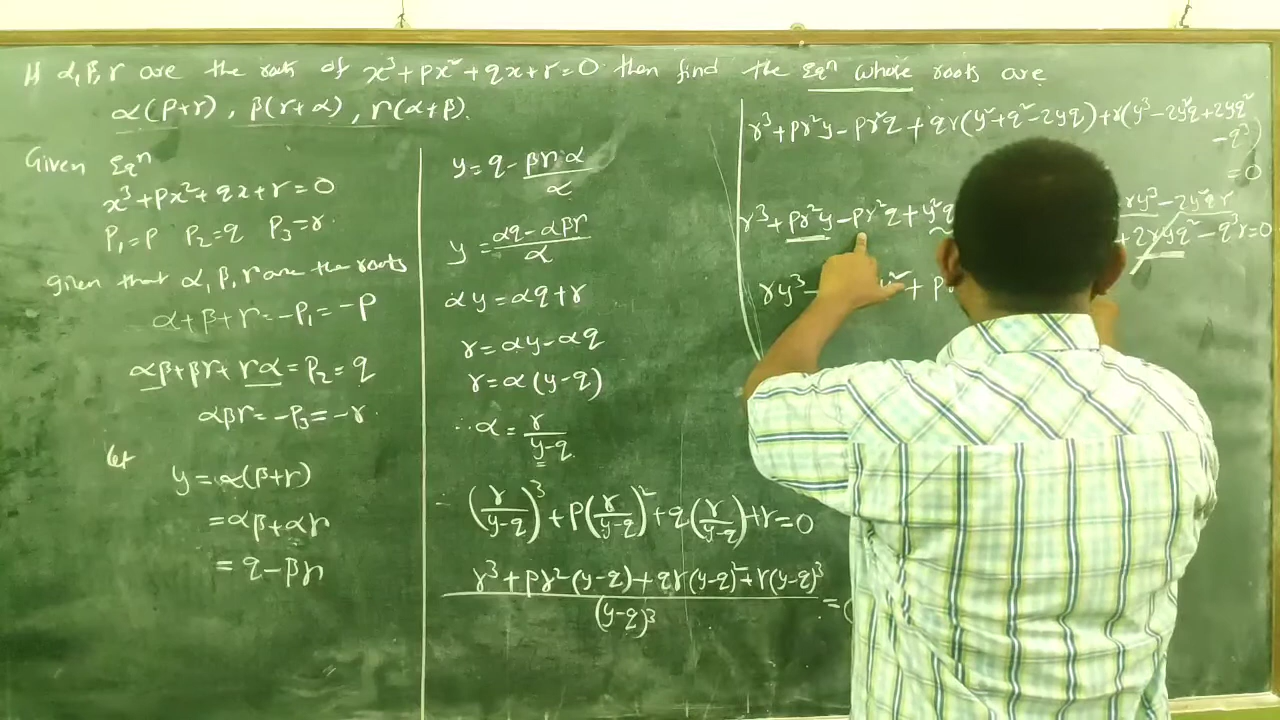 If α, β, r are the roots of x³+px²+qx+r=0 then find the Eqⁿ whose roots are
α(β+r), β(r+α), r(α+β).
Given Eqⁿ
x³+px²+qx+r=0
P₁=P P₂=q P₃=r.
given that α, β, r are the roots
α+β+r=-P₁=-P
αβ+βr+rα=P₂=q
αβr=-P₃=-r
let
y=α(β+r)
=αβ+αr
=q-βr
y=q-βrα/α
y=αq-αβr/α
αy=αq+r
r=αy-αq
r=α(y-q)
∴α=r/y-q
∴(r/y-q)³+P(r/y-q)²+q(r/y-q)+r=0
r³+pr²(y-q)+qr(y-q)²+r(y-q)³/(y-q)³=
r³+pr²y-pr²q+qr(y²+q²-2yq)+r(y³-2y²q+2yq²
-q³)
=0
r³+pr²y-pr²q+y²q ry³-2y²qr
+2ryq²-q³r=0
ry³- y²+p